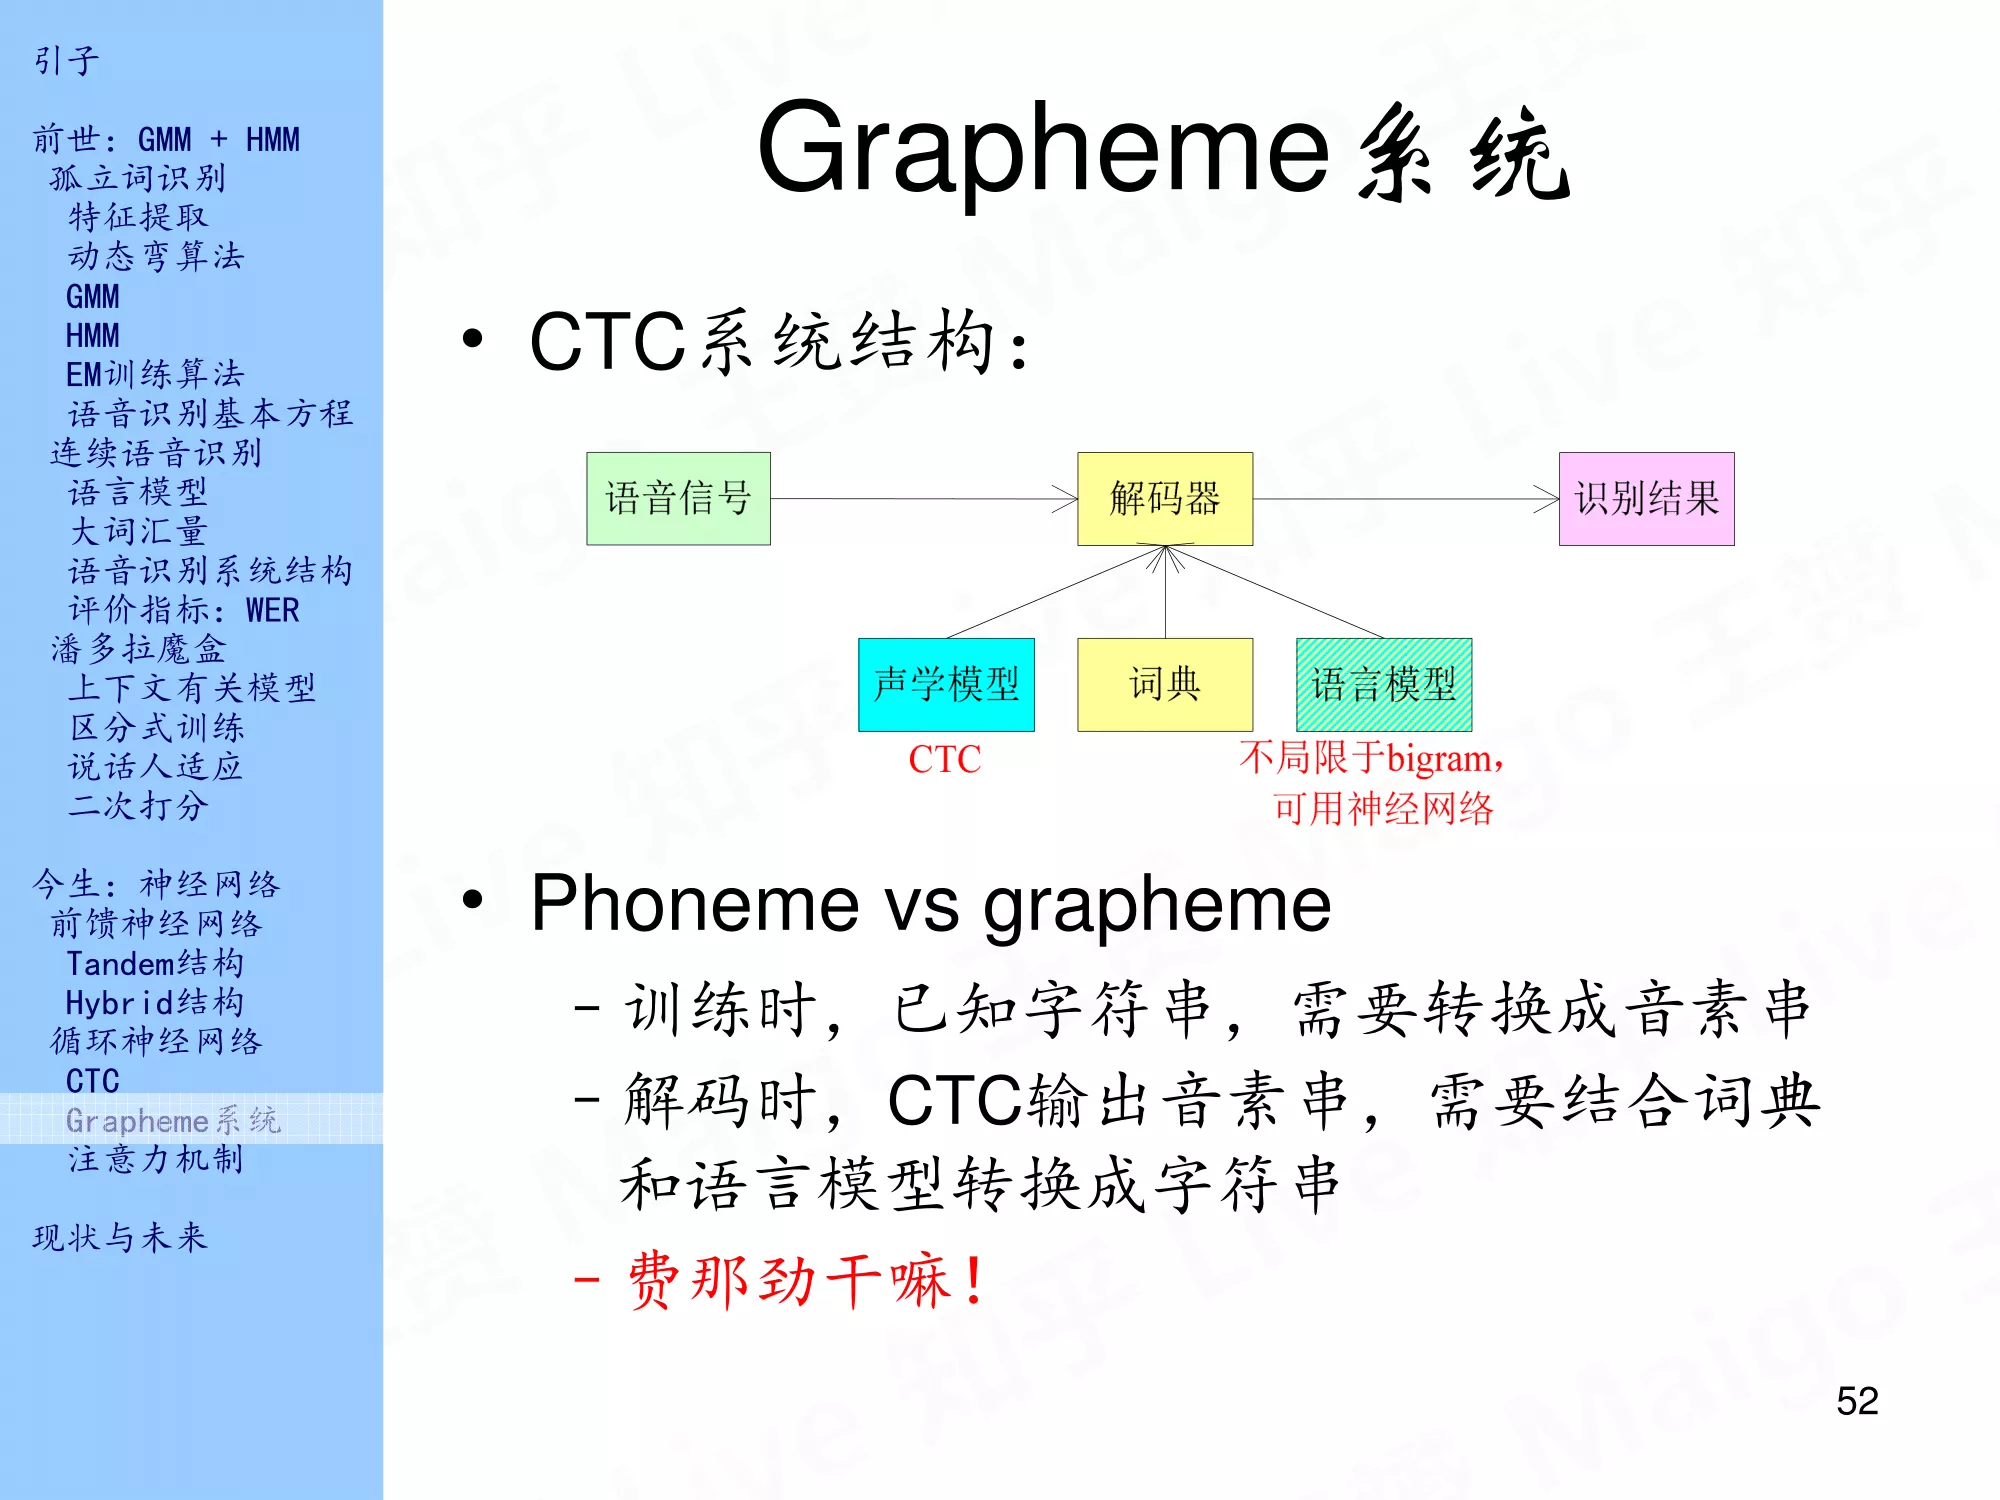 引子
前世：GMM + HMM
孤立词识别
特征提取
动态弯算法
GMM
HMM
EM训练算法
语音识别基本方程
连续语音识别
语言模型
大词汇量
语音识别系统结构
评价指标：WER
潘多拉魔盒
上下文有关模型
区分式训练
说话人适应
二次打分
今生：神经网络
前馈神经网络
Tandem结构
Hybrid结构
循环神经网络
CTC
Grapheme系统
注意力机制
现状与未来
Grapheme系统
• CTC系统结构：
语音信号
解码器
识别结果
声学模型
词典
语言模型
CTC
不局限于bigram，
可用神经网络
• Phoneme vs grapheme
– 训练时，已知字符串，需要转换成音素串
– 解码时，CTC输出音素串，需要结合词典
和语言模型转换成字符串
– 费那劲干嘛！
52
知乎 Live Maigo 王赟